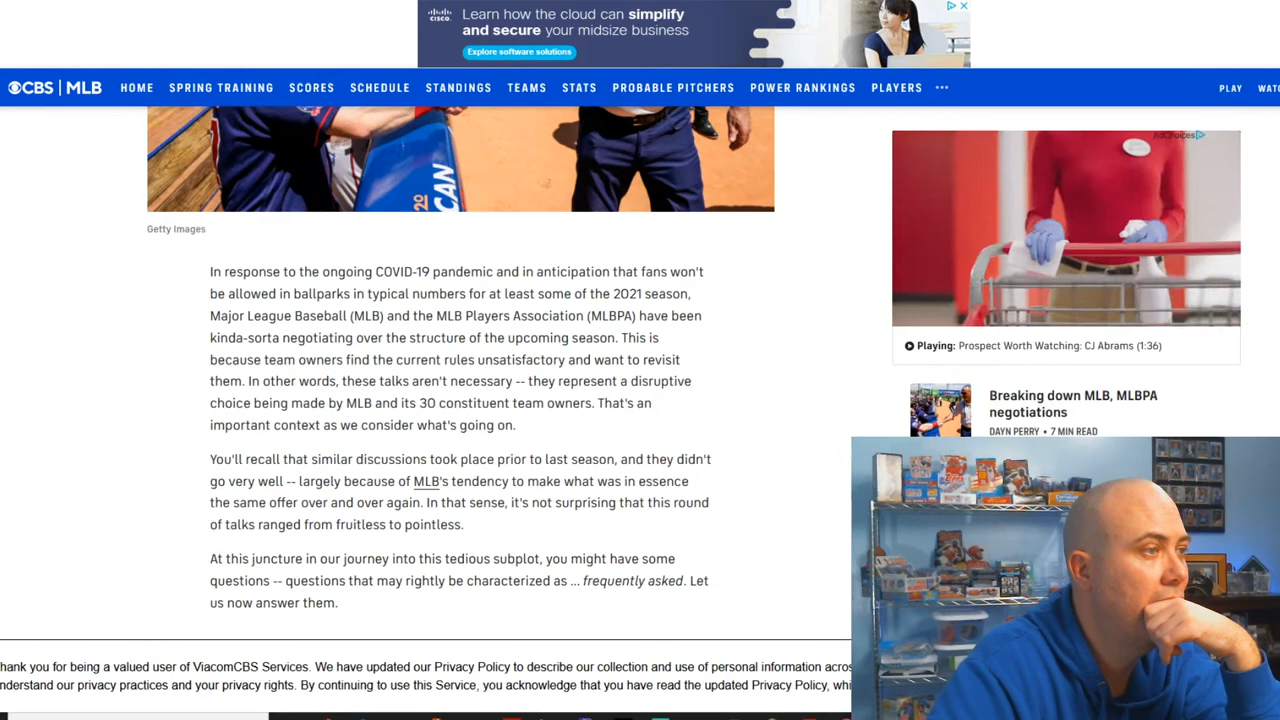 cisco
Learn how the cloud can simplify
and secure your midsize business
Explore software solutions
CBS | MLB HOME SPRING TRAINING SCORES SCHEDULE STANDINGS TEAMS STATS PROBABLE PITCHERS POWER RANKINGS PLAYERS ••• PLAY WATC
20
CAN
Getty Images
In response to the ongoing COVID-19 pandemic and in anticipation that fans won't
be allowed in ballparks in typical numbers for at least some of the 2021 season,
Major League Baseball (MLB) and the MLB Players Association (MLBPA) have been
kinda-sorta negotiating over the structure of the upcoming season. This is
because team owners find the current rules unsatisfactory and want to revisit
them. In other words, these talks aren't necessary -- they represent a disruptive
choice being made by MLB and its 30 constituent team owners. That's an
important context as we consider what's going on.
You'll recall that similar discussions took place prior to last season, and they didn't
go very well -- largely because of MLB's tendency to make what was in essence
the same offer over and over again. In that sense, it's not surprising that this round
of talks ranged from fruitless to pointless.
At this juncture in our journey into this tedious subplot, you might have some
questions -- questions that may rightly be characterized as ... frequently asked. Let
us now answer them.
AdChoices
Playing: Prospect Worth Watching: CJ Abrams (1:36)
Breaking down MLB, MLBPA
negotiations
DAYN PERRY • 7 MIN READ
hank you for being a valued user of ViacomCBS Services. We have updated our Privacy Policy to describe our collection and use of personal information acros
nderstand our privacy practices and your privacy rights. By continuing to use this Service, you acknowledge that you have read the updated Privacy Policy, whi